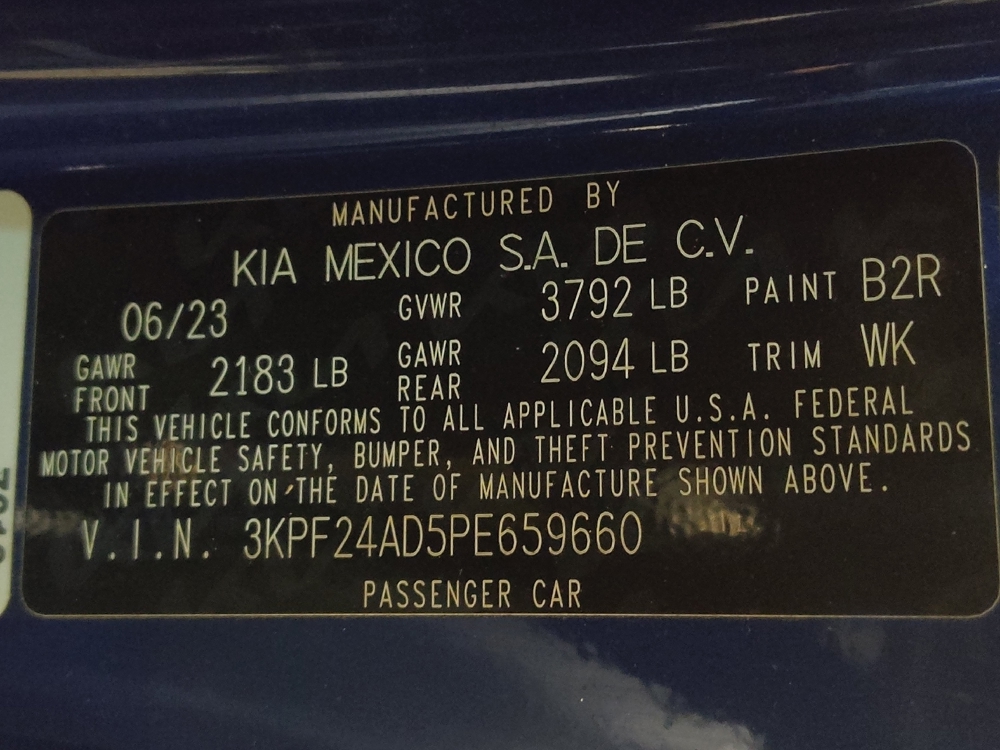 MANUFACTURED BY
KIA MEXICO S.A. DE C.V.
06/23 GVWR 3792 LB PAINT B2R
GAWR FRONT 2183 LB GAWR REAR 2094 LB TRIM WK
THIS VEHICLE CONFORMS TO ALL APPLICABLE U.S.A. FEDERAL
MOTOR VEHICLE SAFETY, BUMPER, AND THEFT PREVENTION STANDARDS
IN EFFECT ON THE DATE OF MANUFACTURE SHOWN ABOVE.
V.I.N. 3KPF24AD5PE659660
PASSENGER CAR